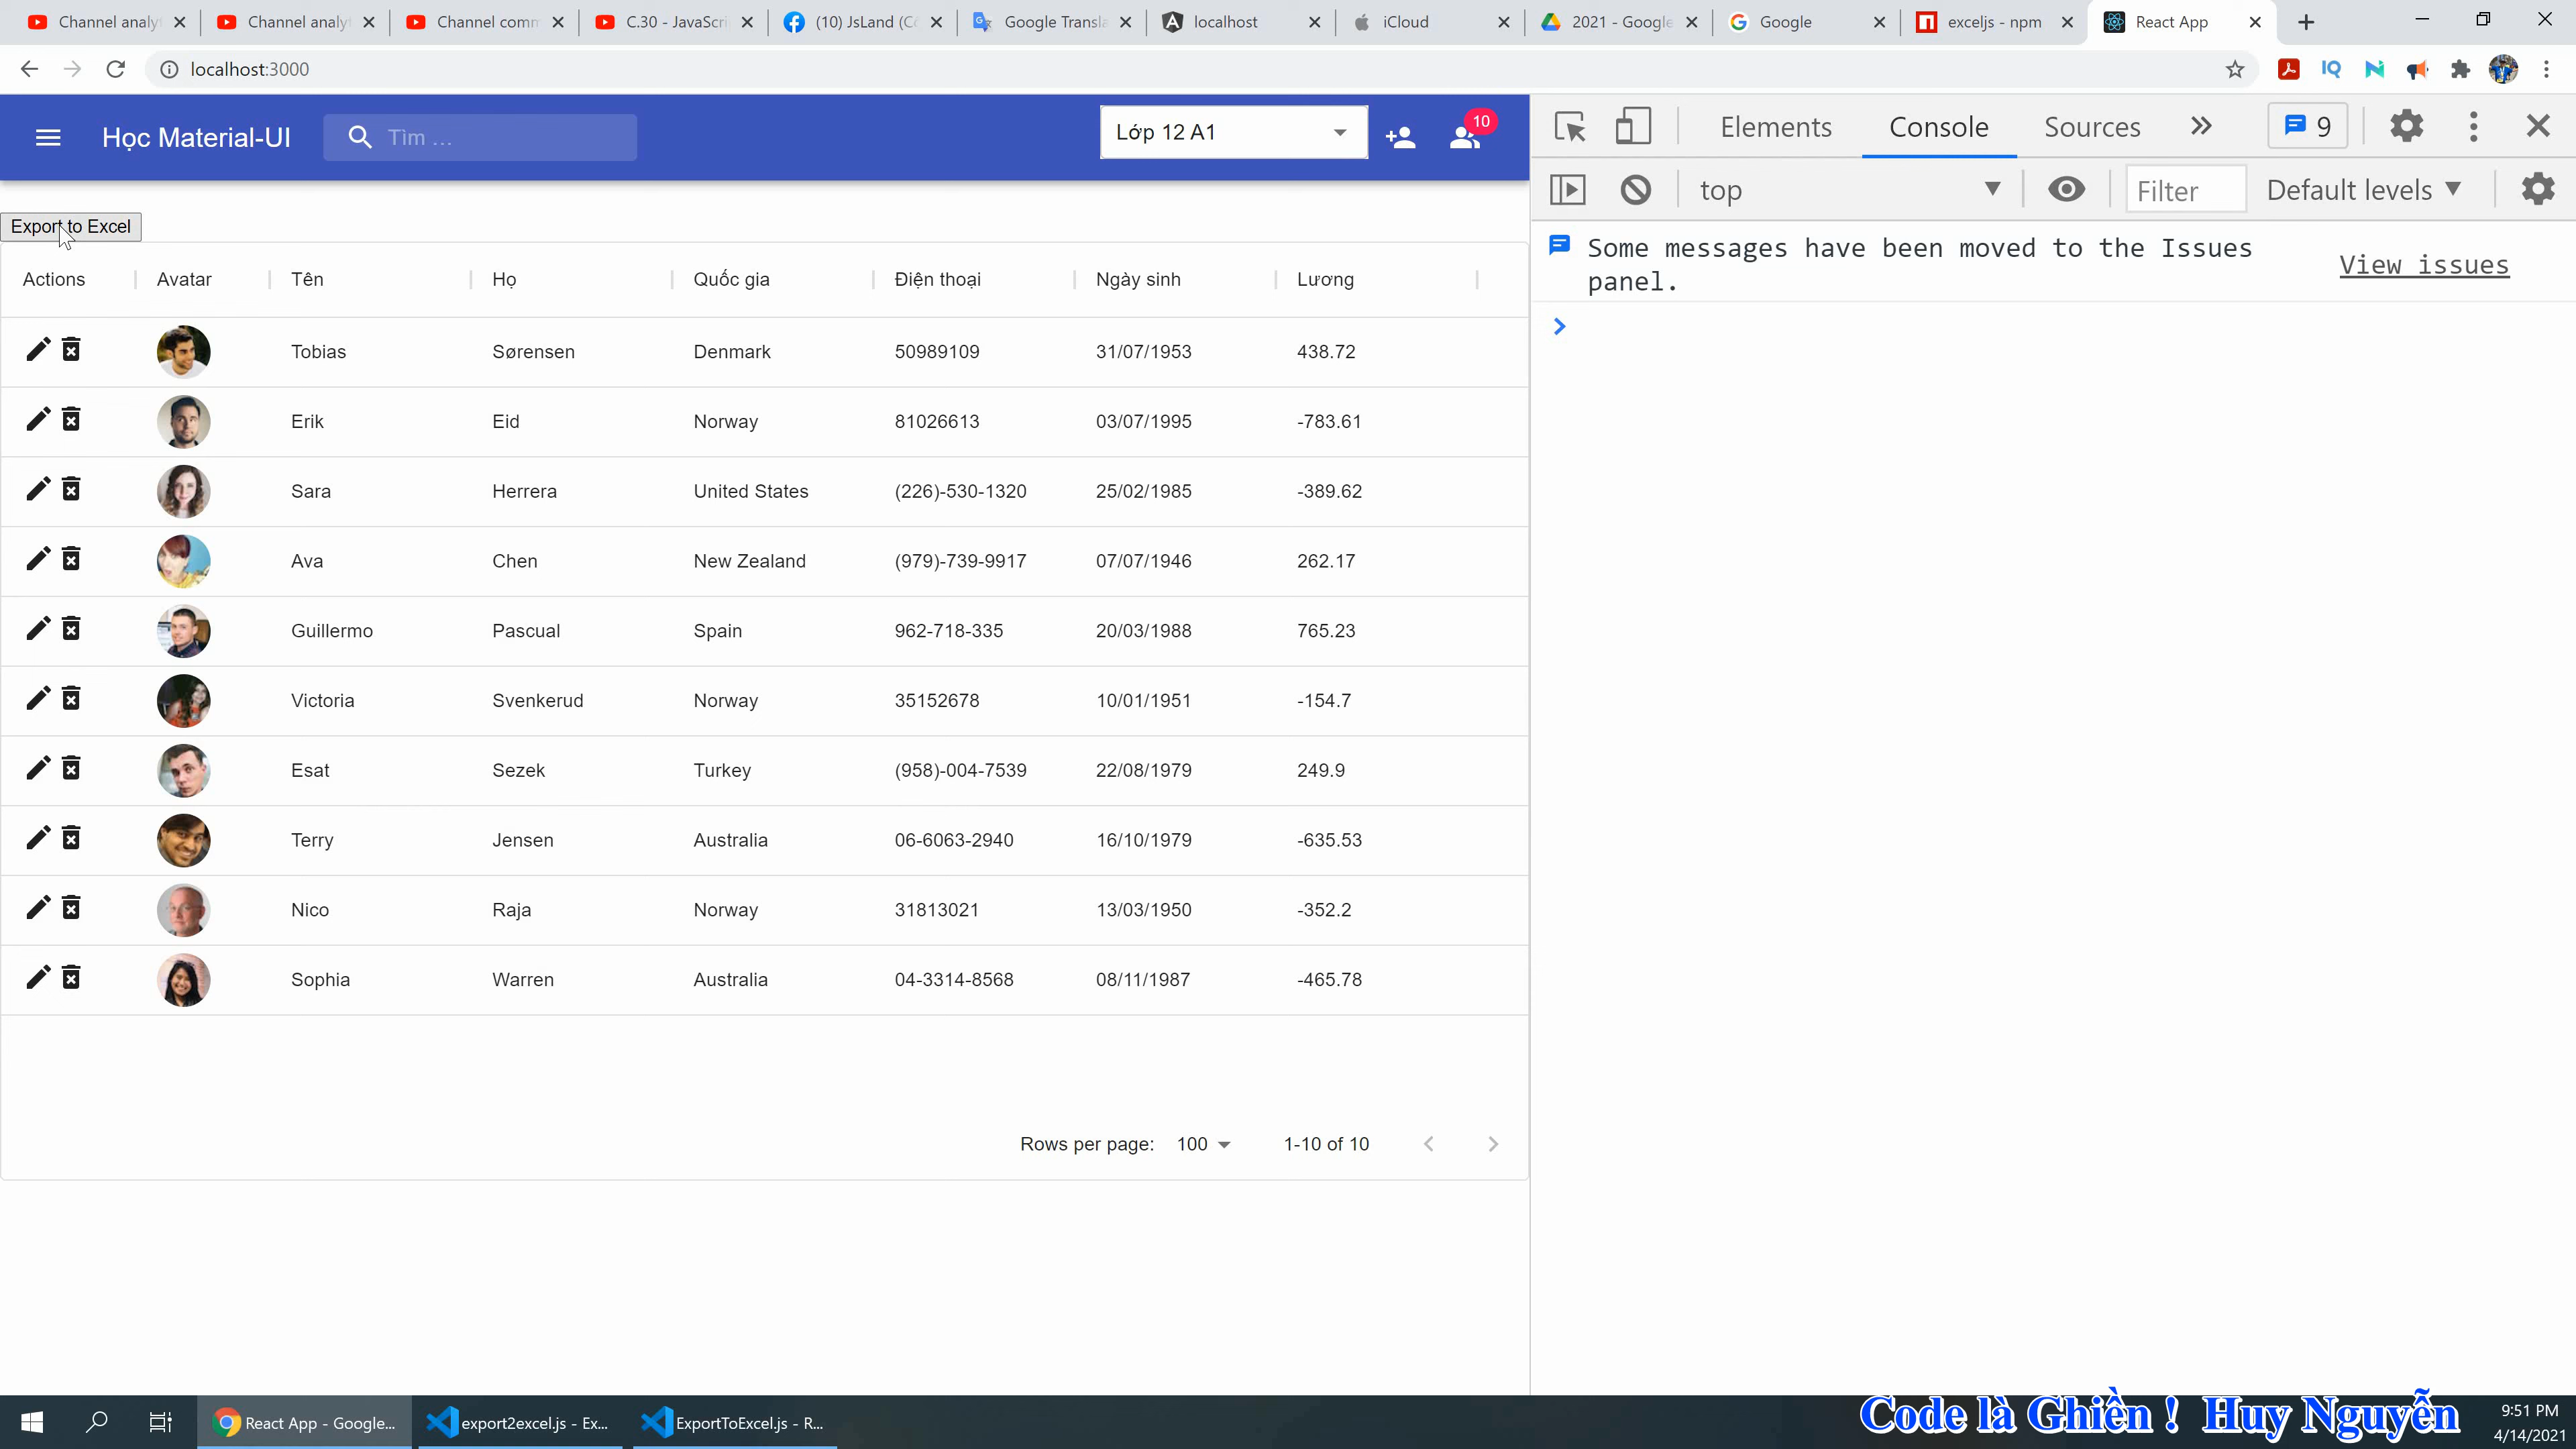 Channel analyt
Channel analyt
Channel comm
C.30 - JavaScri
(10) JsLand (Cộ
Google Transla
localhost
iCloud
2021 - Google
Google
exceljs - npm
React App
localhost:3000
Học Material-UI
Tìm ...
Lớp 12 A1
10
Elements Console Sources
9
top
Filter
Default levels
Some messages have been moved to the Issues
panel.
View issues
Export to Excel
Actions Avatar Tên Họ Quốc gia Điện thoại Ngày sinh Lương
Tobias Sørensen Denmark 50989109 31/07/1953 438.72
Erik Eid Norway 81026613 03/07/1995 -783.61
Sara Herrera United States (226)-530-1320 25/02/1985 -389.62
Ava Chen New Zealand (979)-739-9917 07/07/1946 262.17
Guillermo Pascual Spain 962-718-335 20/03/1988 765.23
Victoria Svenkerud Norway 35152678 10/01/1951 -154.7
Esat Sezek Turkey (958)-004-7539 22/08/1979 249.9
Terry Jensen Australia 06-6063-2940 16/10/1979 -635.53
Nico Raja Norway 31813021 13/03/1950 -352.2
Sophia Warren Australia 04-3314-8568 08/11/1987 -465.78
Rows per page: 100 1-10 of 10
React App - Google...
export2excel.js - Ex...
ExportToExcel.js - R...
Code là Ghiền ! Huy Nguyễn
9:51 PM
4/14/2021